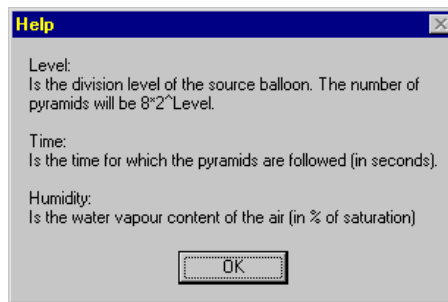 Help
Level:
Is the division level of the source balloon. The number of
pyramids will be 8*2^Level.
Time:
Is the time for which the pyramids are followed (in seconds).
Humidity:
Is the water vapour content of the air (in % of saturation)
OK